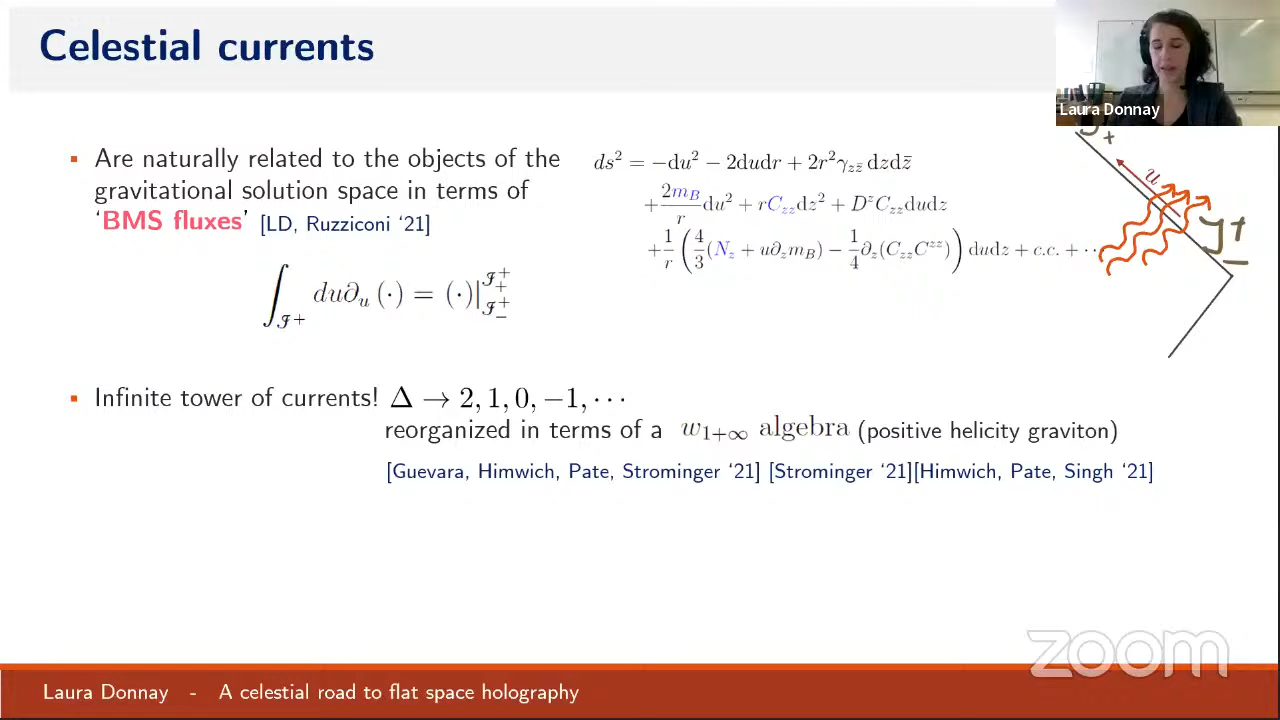 Celestial currents
Laura Donnay
▪ Are naturally related to the objects of the
gravitational solution space in terms of
‘BMS fluxes’ [LD, Ruzziconi ‘21]
∫_{𝓘⁺} du∂_u (·) = (·)|^{𝓘⁺₊}_{𝓘⁺₋}
ds² = −du² − 2dudr + 2r²γ_{zz̄} dzdz̄
+ 2m_B/r du² + rC_{zz}dz² + D^z C_{zz}dudz
+ 1/r ( 4/3 (N_z + u∂_z m_B) − 1/4 ∂_z(C_{zz}C^{zz}) ) dudz + c.c. + ···
+
u
𝓘+
−
▪ Infinite tower of currents! Δ → 2, 1, 0, −1, ···
reorganized in terms of a w_{1+∞} algebra (positive helicity graviton)
[Guevara, Himwich, Pate, Strominger ‘21] [Strominger ‘21][Himwich, Pate, Singh ‘21]
zoom
Laura Donnay - A celestial road to flat space holography